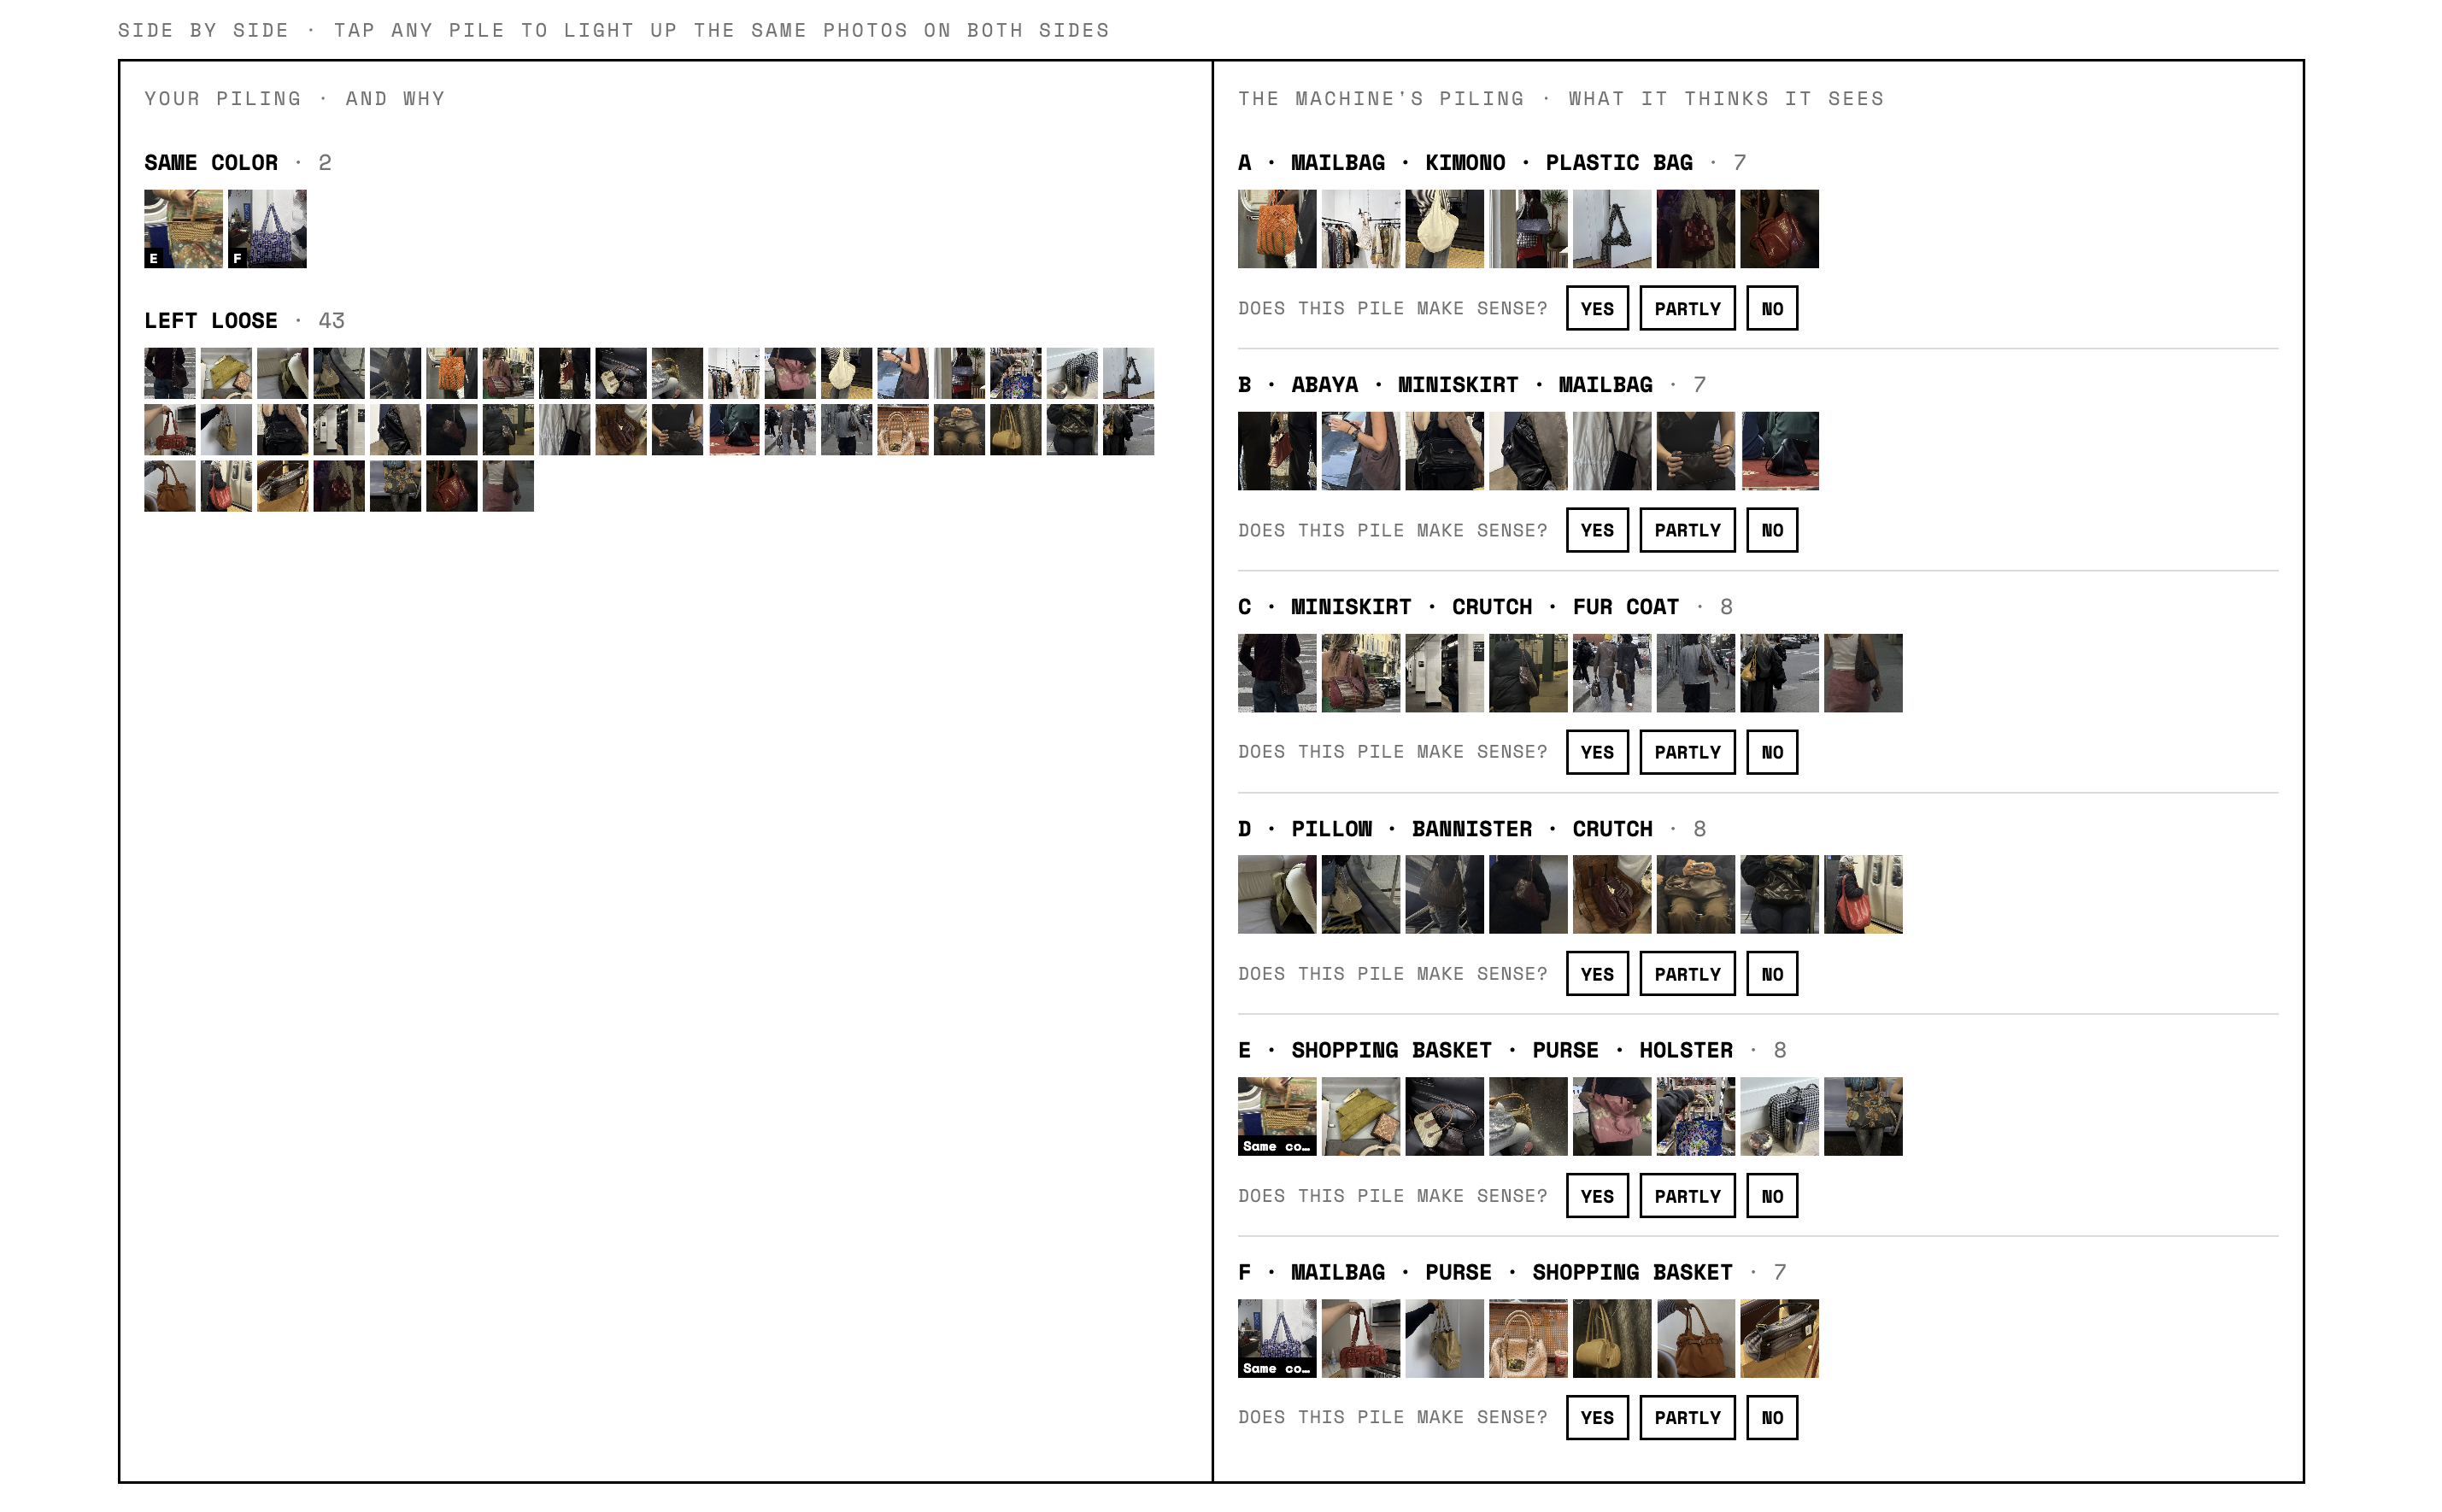 SIDE BY SIDE · TAP ANY PILE TO LIGHT UP THE SAME PHOTOS ON BOTH SIDES
YOUR PILING · AND WHY
SAME COLOR · 2
E
F
LEFT LOOSE · 43
THE MACHINE'S PILING · WHAT IT THINKS IT SEES
A · MAILBAG · KIMONO · PLASTIC BAG · 7
DOES THIS PILE MAKE SENSE? YES PARTLY NO
B · ABAYA · MINISKIRT · MAILBAG · 7
DOES THIS PILE MAKE SENSE? YES PARTLY NO
C · MINISKIRT · CRUTCH · FUR COAT · 8
DOES THIS PILE MAKE SENSE? YES PARTLY NO
D · PILLOW · BANNISTER · CRUTCH · 8
DOES THIS PILE MAKE SENSE? YES PARTLY NO
E · SHOPPING BASKET · PURSE · HOLSTER · 8
Same co…
DOES THIS PILE MAKE SENSE? YES PARTLY NO
F · MAILBAG · PURSE · SHOPPING BASKET · 7
Same co…
DOES THIS PILE MAKE SENSE? YES PARTLY NO